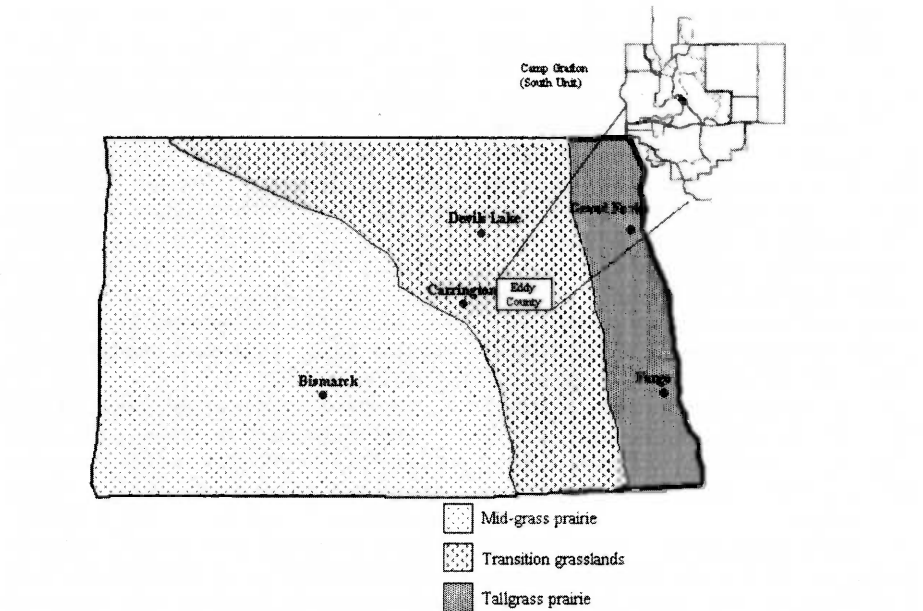 Camp Grafton
(South Unit)
Devils Lake
Grand Forks
Carrington
Eddy
County
Bismarck
Fargo
Mid-grass prairie
Transition grasslands
Tallgrass prairie